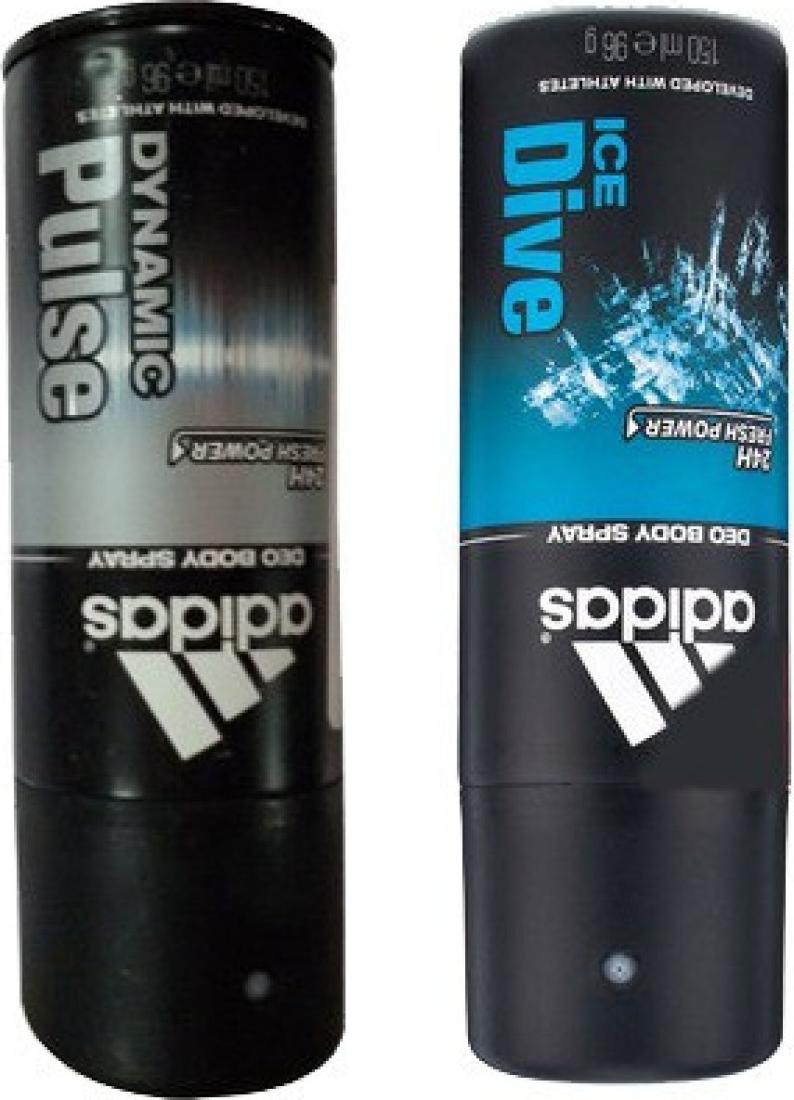 adidas®
DEO BODY SPRAY
24H
FRESH POWER
DYNAMIC
Pulse
DEVELOPED WITH ATHLETES
150 ml e 96 g
adidas®
DEO BODY SPRAY
24H
FRESH POWER
ICE
Dive
DEVELOPED WITH ATHLETES
150 ml e 96 g